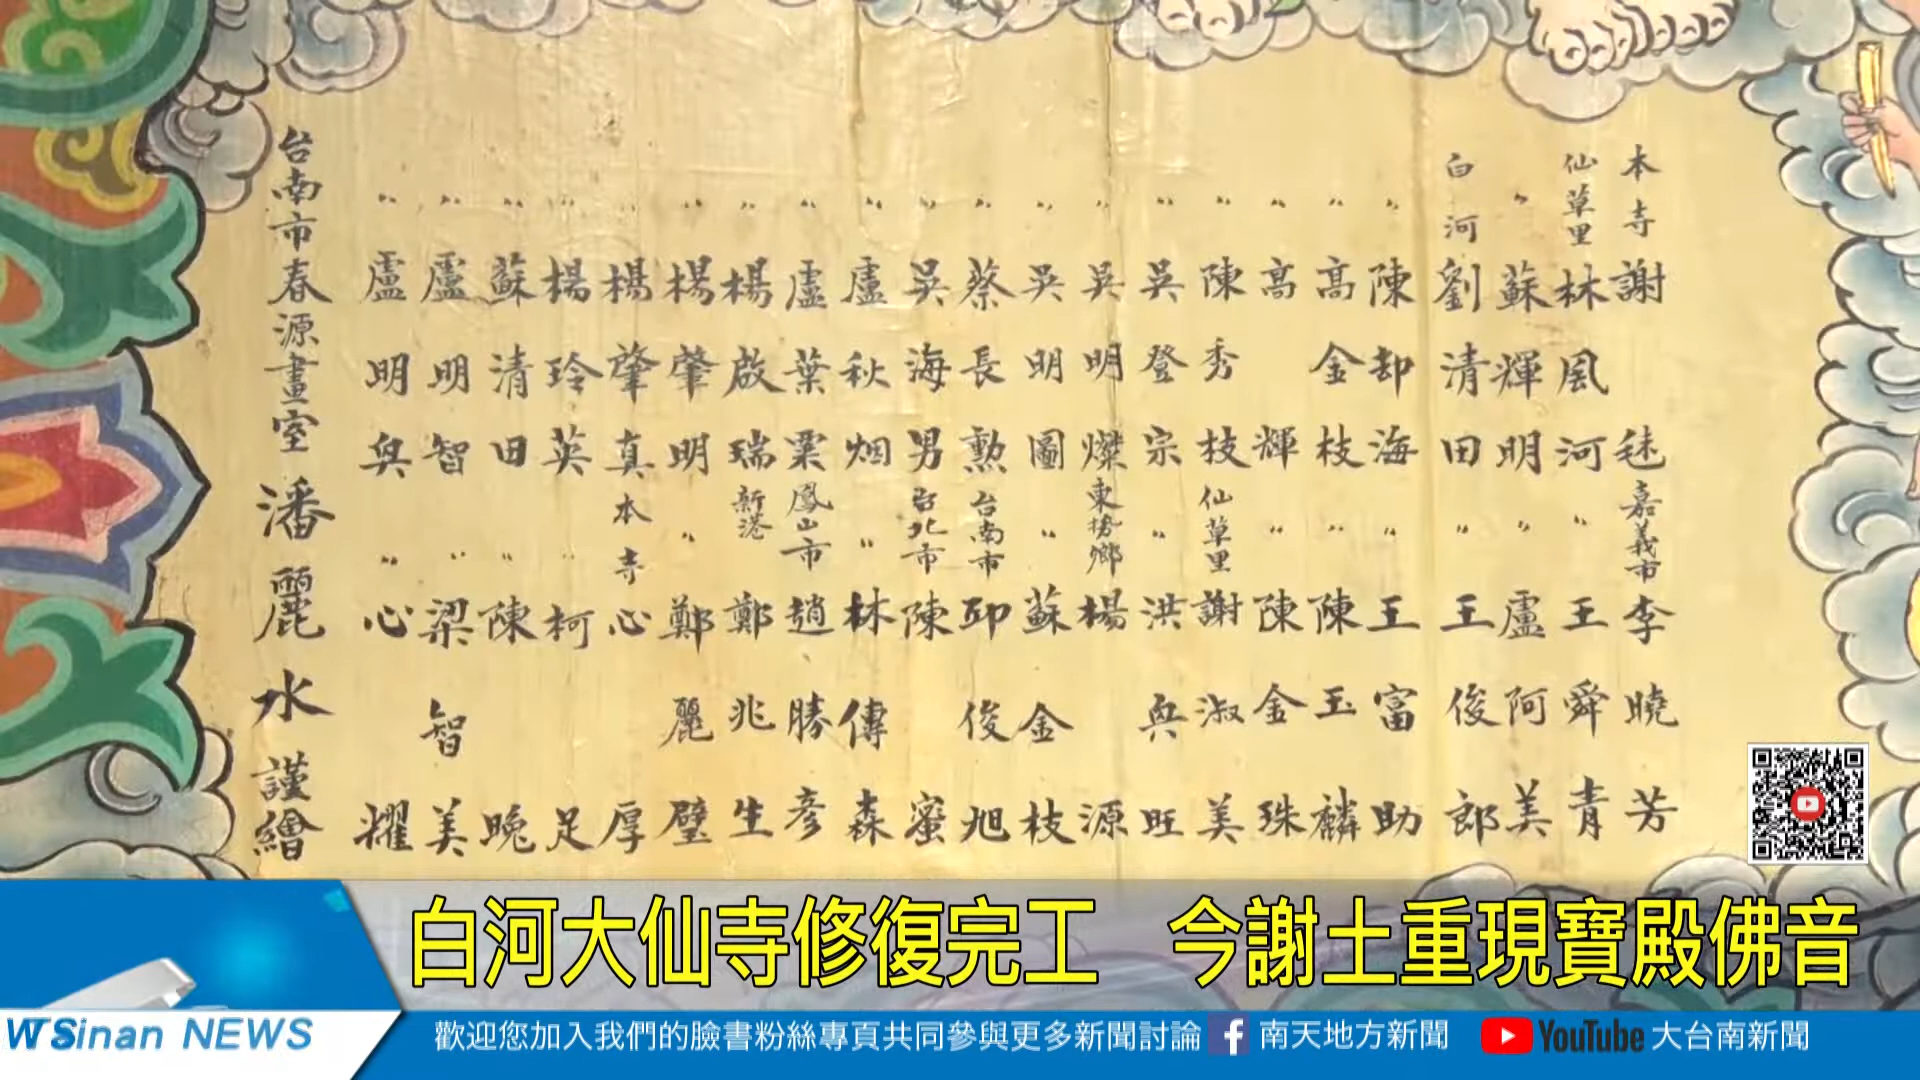 本寺 謝 毬 嘉義市 李曉芳
仙草里 林風河 〃 王舜青
〃 蘇輝明 〃 盧阿美
白河 劉清田 〃 王俊郎
〃 陳却海 〃 王富助
〃 高金枝 〃 陳玉麟
〃 高 輝 〃 陳金珠
〃 陳秀枝 仙草里 謝淑美
〃 吳登宗 〃 洪與旺
〃 吳明燦 東勢鄉 楊 源
〃 吳明圖 〃 蘇金枝
〃 蔡長勲 台南市 邱俊旭
〃 吳海男 台北市 陳 蜜
〃 盧秋烟 〃 林傳森
〃 盧葉粟 鳳山市 趙勝彥
〃 楊啟瑞 新港 鄭兆生
〃 楊肇明 〃 鄭麗璧
〃 楊肇真 本寺 心 厚
〃 楊玲英 〃 柯 足
〃 蘇清田 〃 陳 晚
〃 盧明智 〃 梁智美
〃 盧明與 〃 心 耀
台南市春源畫室 潘麗水 謹繪
白河大仙寺修復完工 今謝土重現寶殿佛音
WTSinan NEWS
歡迎您加入我們的臉書粉絲專頁共同參與更多新聞討論 南天地方新聞 YouTube 大台南新聞